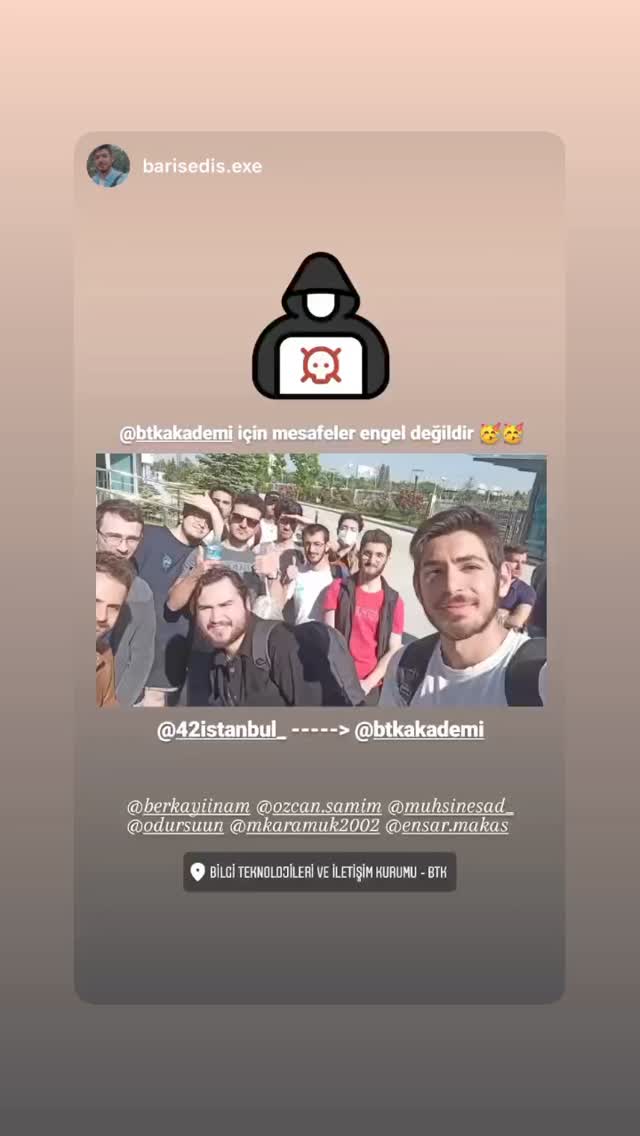 barisedis.exe
@btkakademi için mesafeler engel değildir 🥳🥳
@42istanbul_ -----> @btkakademi
@berkayiinam @ozcan.samim @muhsinesad_
@odursuun @mkaramuk2002 @ensar.makas
BİLGİ TEKNOLOJİLERİ VE İLETİŞİM KURUMU - BTK